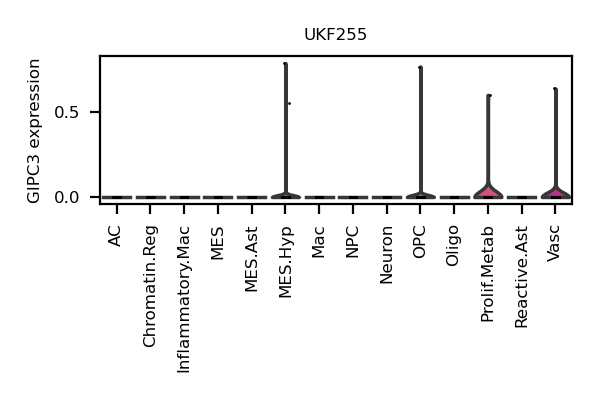 UKF255
GIPC3 expression
0.5
0.0
AC
Chromatin.Reg
Inflammatory.Mac
MES
MES.Ast
MES.Hyp
Mac
NPC
Neuron
OPC
Oligo
Prolif.Metab
Reactive.Ast
Vasc